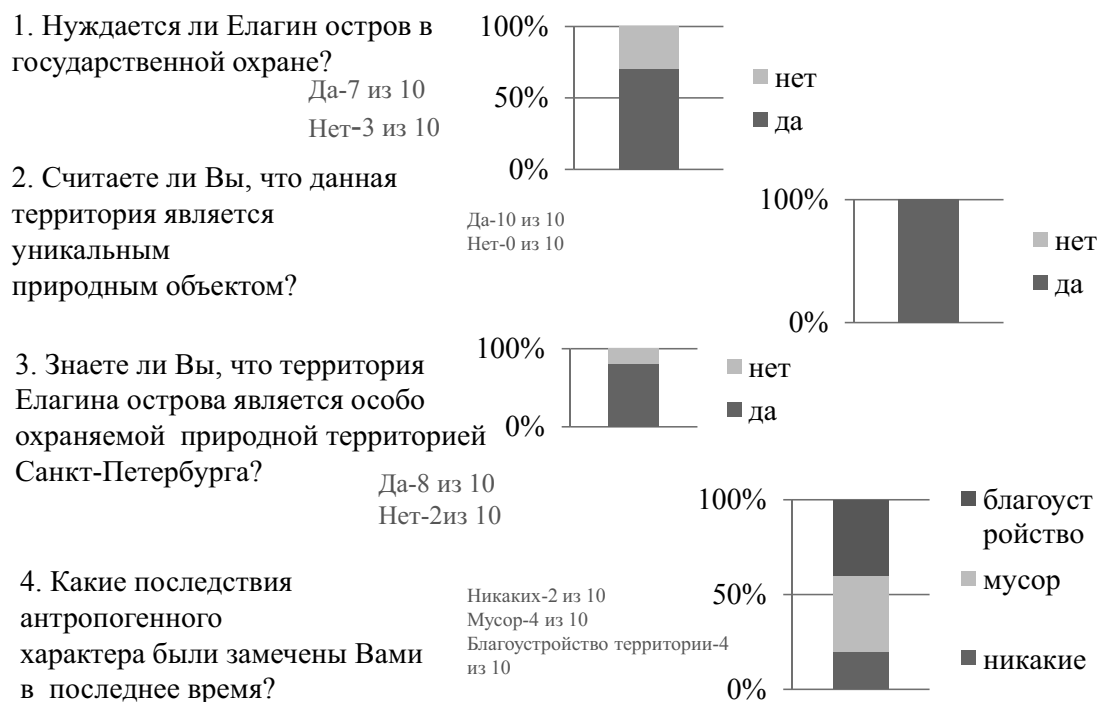 1. Нуждается ли Елагин остров в
государственной охране?
Да-7 из 10
Нет-3 из 10
100%
50%
0%
нет
да
2. Считаете ли Вы, что данная
территория является
уникальным
природным объектом?
Да-10 из 10
Нет-0 из 10
100%
0%
нет
да
3. Знаете ли Вы, что территория
Елагина острова является особо
охраняемой  природной территорией
Санкт-Петербурга?
Да-8 из 10
Нет-2из 10
100%
0%
нет
да
4. Какие последствия
антропогенного
характера были замечены Вами
в  последнее время?
Никаких-2 из 10
Мусор-4 из 10
Благоустройство территории-4
из 10
100%
50%
0%
благоуст
ройство
мусор
никакие